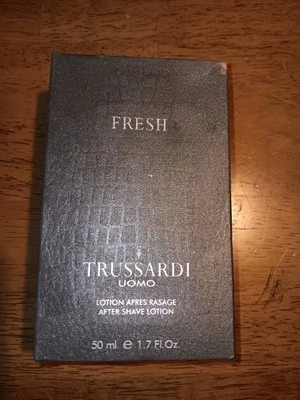 FRESH
TRUSSARDI
UOMO
LOTION APRES RASAGE
AFTER SHAVE LOTION
50 ml ℮ 1.7 Fl.Oz.